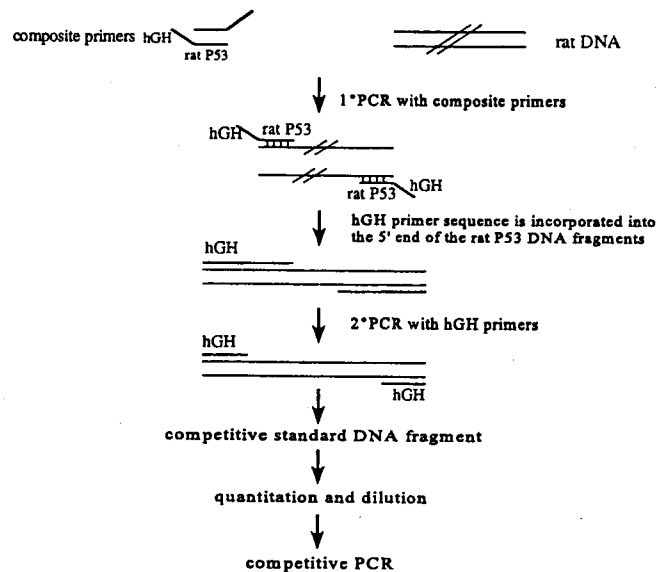 composite primers hGH
rat P53
rat DNA
1°PCR with composite primers
hGH
rat P53
rat P53
hGH
hGH primer sequence is incorporated into
the 5' end of the rat P53 DNA fragments
hGH
2°PCR with hGH primers
hGH
hGH
competitive standard DNA fragment
quantitation and dilution
competitive PCR